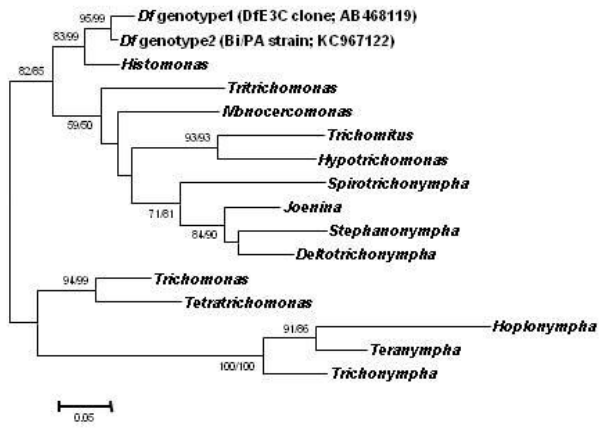 95/99
Df genotype1 (DfE3C clone; AB468119)
83/99
Df genotype2 (Bi/PA strain; KC967122)
Histomonas
82/85
Tritrichomonas
Monocercomonas
59/50
93/93
Trichomitus
Hypotrichomonas
Spirotrichonympha
71/81
Joenina
84/90
Stephanonympha
Deltotrichonympha
94/99
Trichomonas
Tetratrichomonas
Hoplonympha
91/86
Teranympha
100/100
Trichonympha
0.05